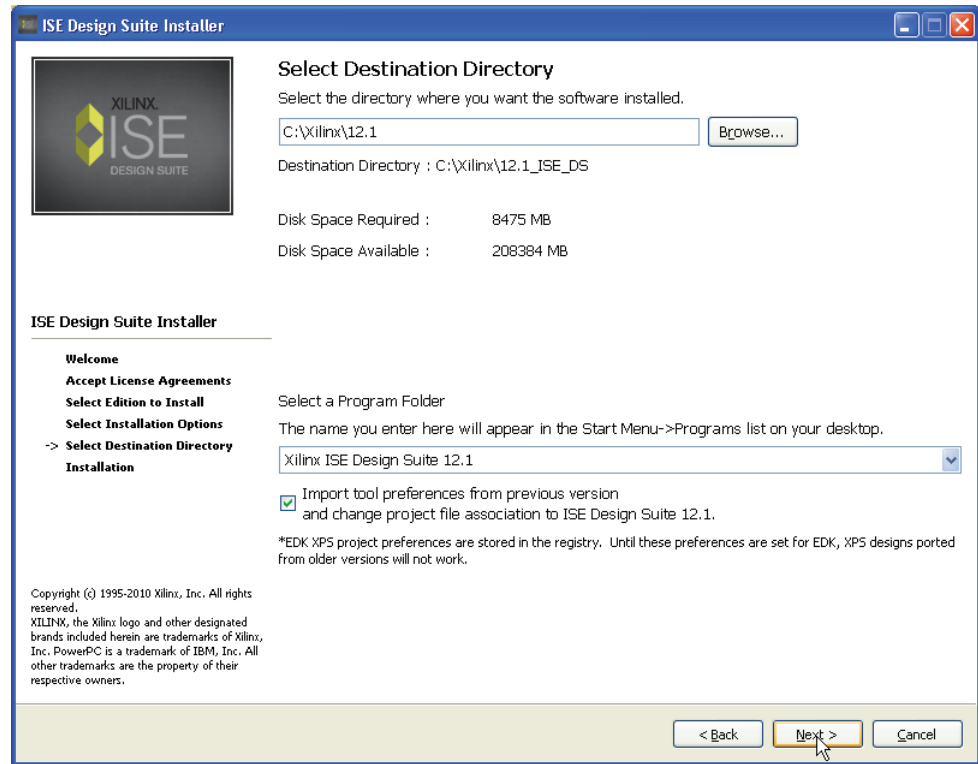 ISE Design Suite Installer
XILINX.
ISE
DESIGN SUITE
Select Destination Directory
Select the directory where you want the software installed.
C:\Xilinx\12.1
Browse...
Destination Directory : C:\Xilinx\12.1_ISE_DS
Disk Space Required : 8475 MB
Disk Space Available : 208384 MB
ISE Design Suite Installer
Welcome
Accept License Agreements
Select Edition to Install
Select Installation Options
-> Select Destination Directory
Installation
Select a Program Folder
The name you enter here will appear in the Start Menu->Programs list on your desktop.
Xilinx ISE Design Suite 12.1
Import tool preferences from previous version
and change project file association to ISE Design Suite 12.1.
*EDK XPS project preferences are stored in the registry. Until these preferences are set for EDK, XPS designs ported
from older versions will not work.
Copyright (c) 1995-2010 Xilinx, Inc. All rights
reserved.
XILINX, the Xilinx logo and other designated
brands included herein are trademarks of Xilinx,
Inc. PowerPC is a trademark of IBM, Inc. All
other trademarks are the property of their
respective owners.
< Back
Next >
Cancel